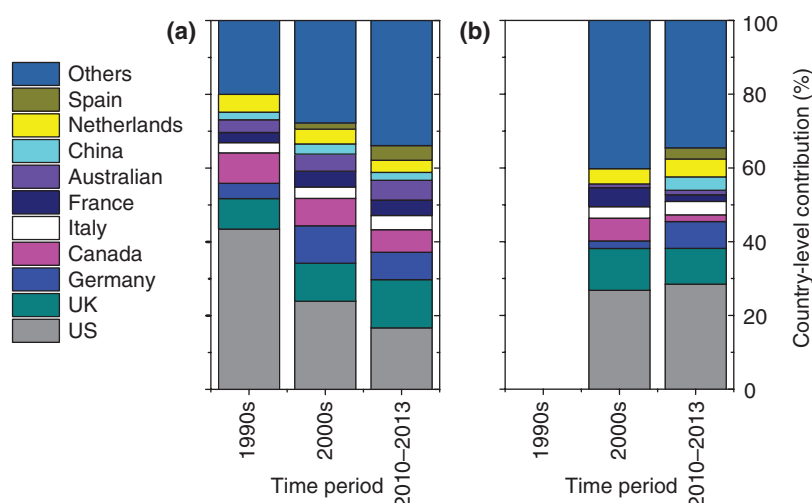 (a)
(b)
Others
Spain
Netherlands
China
Australian
France
Italy
Canada
Germany
UK
US
100
80
60
40
20
0
Country-level contribution (%)
1990s
2000s
2010–2013
1990s
2000s
2010–2013
Time period
Time period